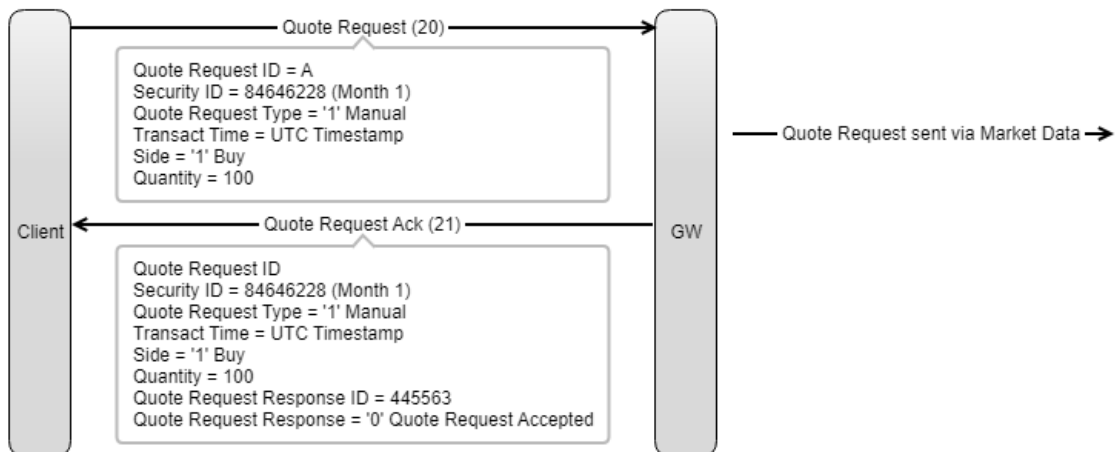 Quote Request (20)
Quote Request ID = A
Security ID = 84646228 (Month 1)
Quote Request Type = '1' Manual
Transact Time = UTC Timestamp
Side = '1' Buy
Quantity = 100
Quote Request sent via Market Data
Client
Quote Request Ack (21)
GW
Quote Request ID
Security ID = 84646228 (Month 1)
Quote Request Type = '1' Manual
Transact Time = UTC Timestamp
Side = '1' Buy
Quantity = 100
Quote Request Response ID = 445563
Quote Request Response = '0' Quote Request Accepted